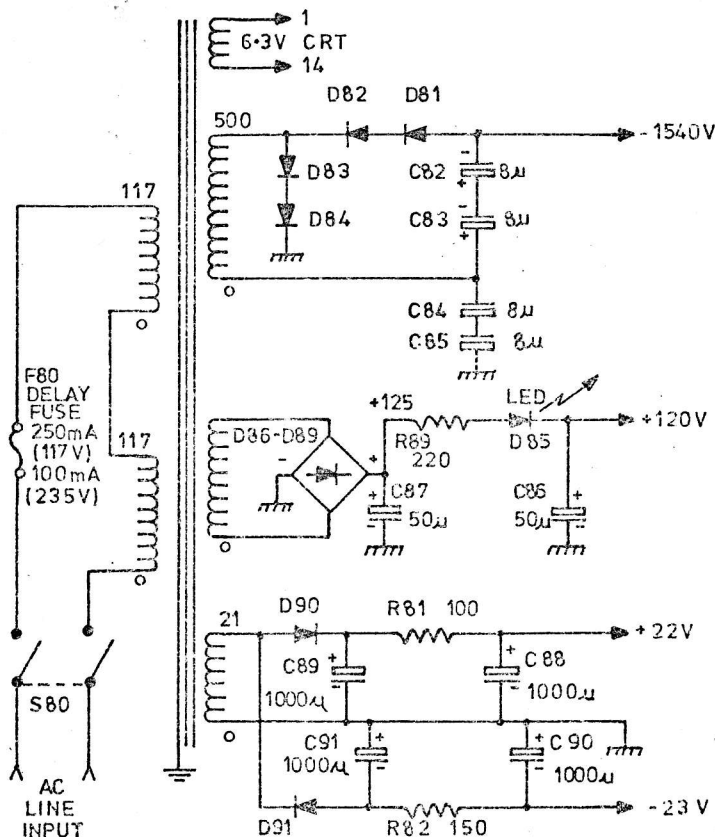 1
6.3V CRT
14
D82 D81
500
-1540V
D83
C82 8μ
-
+
117
D84
C83 8μ
-
+
C84 8μ
C85 8μ
F80
DELAY
FUSE
250mA
(117V)
100mA
(235V)
117
+125
LED
+120V
D86-D89
-
+
R89
220
D85
C87
50μ
+
-
C86
50μ
+
-
21
D90
R81 100
+22V
C89
1000μ
+
-
C88
1000μ
+
-
S80
C91
1000μ
+
-
C90
1000μ
+
-
AC
LINE
INPUT
D91
R82 150
-23V